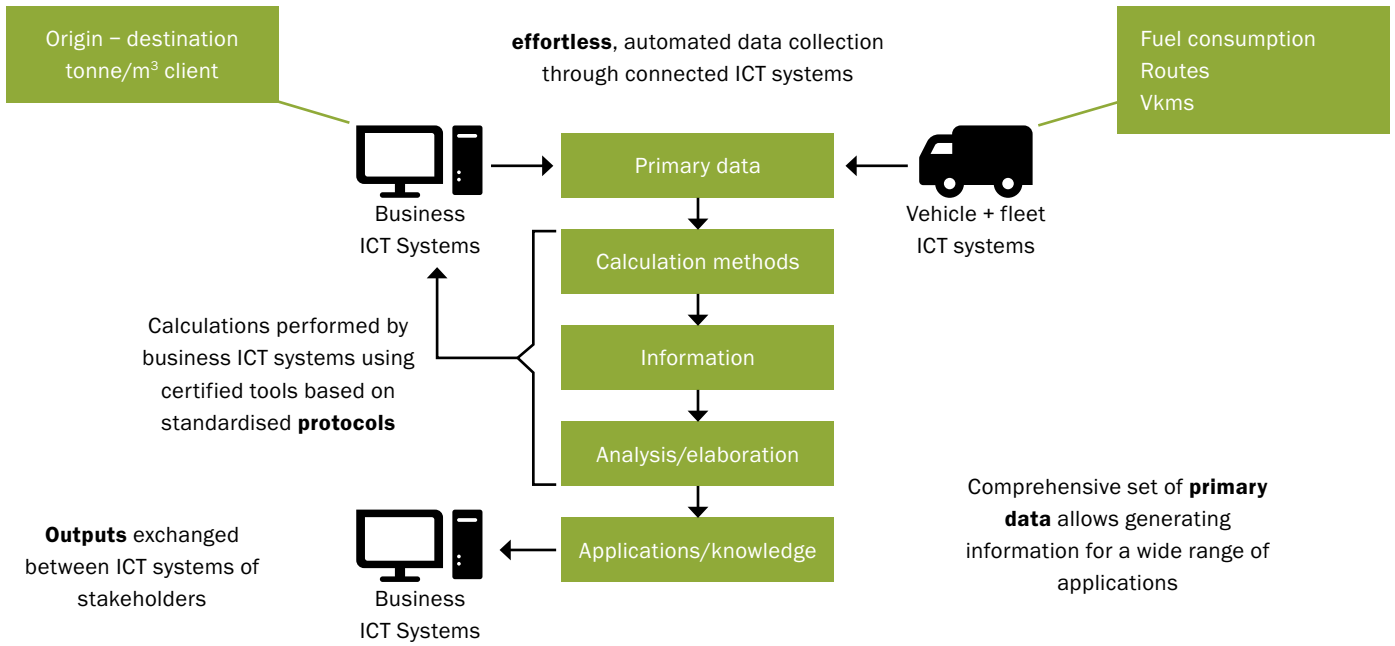 Origin – destination
tonne/m³ client
effortless, automated data collection
through connected ICT systems
Fuel consumption
Routes
Vkms
Business
ICT Systems
Primary data
Vehicle + fleet
ICT systems
Calculation methods
Calculations performed by
business ICT systems using
certified tools based on
standardised protocols
Information
Analysis/elaboration
Outputs exchanged
between ICT systems of
stakeholders
Business
ICT Systems
Applications/knowledge
Comprehensive set of primary
data allows generating
information for a wide range of
applications